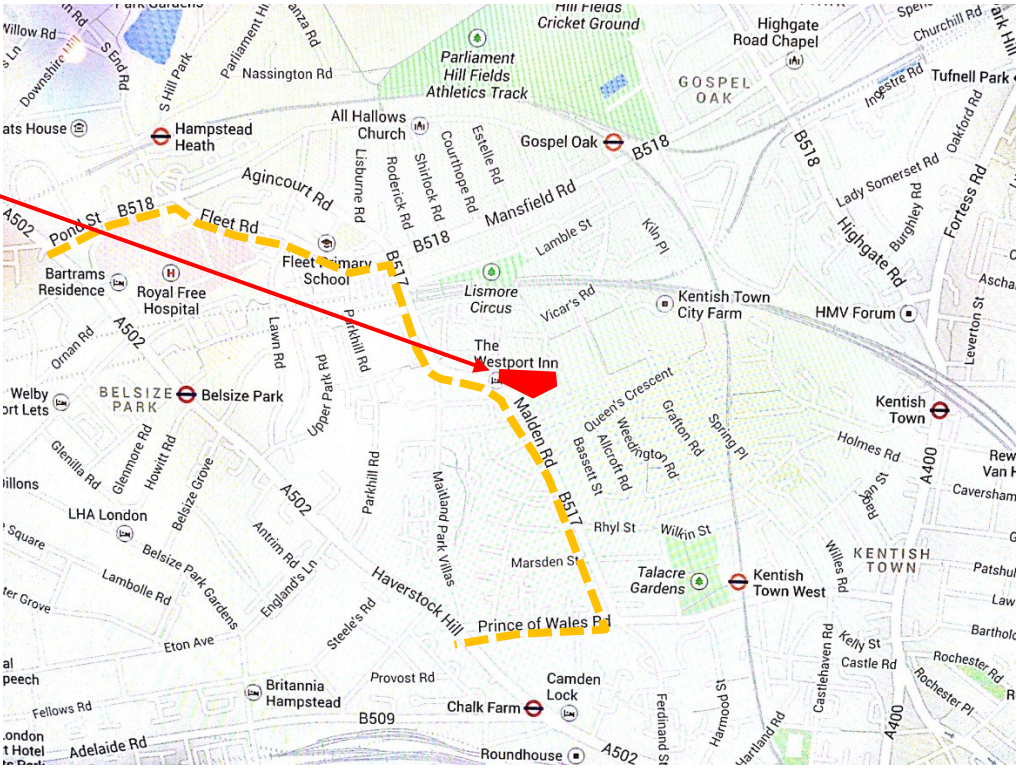 Hill Fields
Cricket Ground
Highgate
Road Chapel
Churchill Rd
Willow Rd
S End Rd
Downshire Hill
S Hill Park
Nassington Rd
Parliament
Hill Fields
Athletics Track
GOSPEL
OAK
Ingestre Rd
Tufnell Park
Oakford Rd
Hampstead
Heath
All Hallows
Church
Estelle Rd
Courthope Rd
Shirlock Rd
Roderick Rd
Lisburne Rd
Gospel Oak
B518
B518
Lady Somerset Rd
Burghley Rd
Fortess Rd
Highgate Rd
A502
Pond St
B518
Fleet Rd
Agincourt Rd
Mansfield Rd
B518
Lamble St
Kiln Pl
Bartrams
Residence
Royal Free
Hospital
Fleet Primary
School
B517
Lismore
Circus
Vicar's Rd
Kentish Town
City Farm
HMV Forum
Leverton St
Ornan Rd
A502
Lawn Rd
Parkhill Rd
Upper Park Rd
The
Westport Inn
Welby
BELSIZE
PARK
Belsize Park
Malden Rd
Queen's Crescent
Grafton Rd
Weedington Rd
Allcroft Rd
Bassett St
Spring Pl
Kentish
Town
Holmes Rd
A400
Glenilla Rd
Glenmore Rd
Howitt Rd
Belsize Grove
A502
Parkhill Rd
Maitland Park Villas
B517
LHA London
Belsize Park Gardens
Antrim Rd
England's Ln
Rhyl St
Wilkin St
Marsden St
Talacre
Gardens
Kentish
Town West
Willes Rd
KENTISH
TOWN
Lambolle Rd
Haverstock Hill
Steele's Rd
Eton Ave
Prince of Wales Rd
Kelly St
Castle Rd
Castlehaven Rd
Rochester Rd
Rochester Pl
Provost Rd
Britannia
Hampstead
Chalk Farm
Camden
Lock
Ferdinand St
Harmood St
Hartland Rd
A400
Fellows Rd
B509
Adelaide Rd
Roundhouse
A502